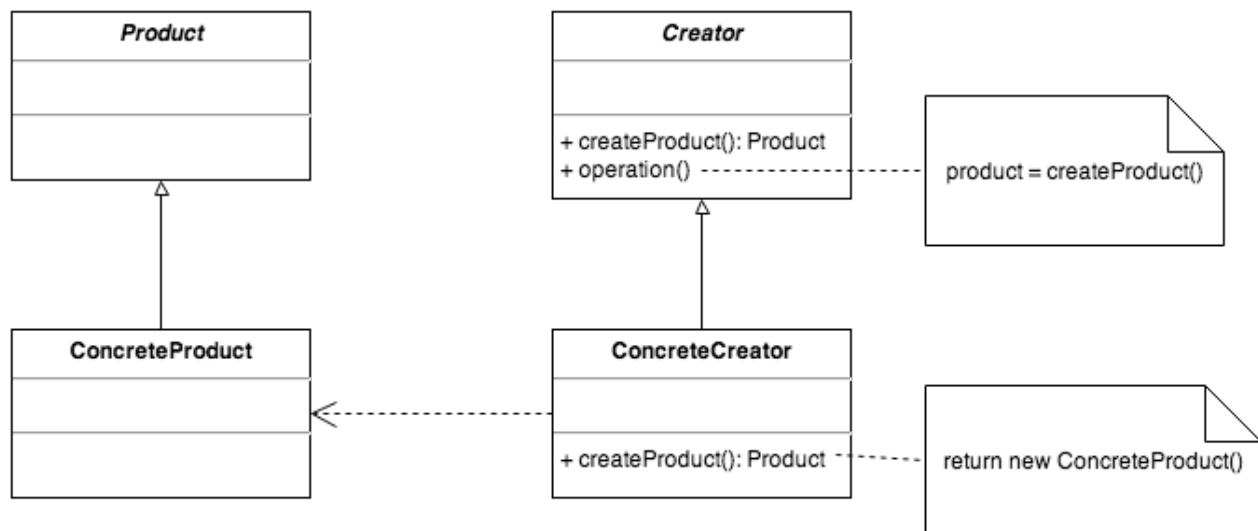 Product
Creator
+ createProduct(): Product
+ operation()
product = createProduct()
ConcreteProduct
ConcreteCreator
+ createProduct(): Product
return new ConcreteProduct()